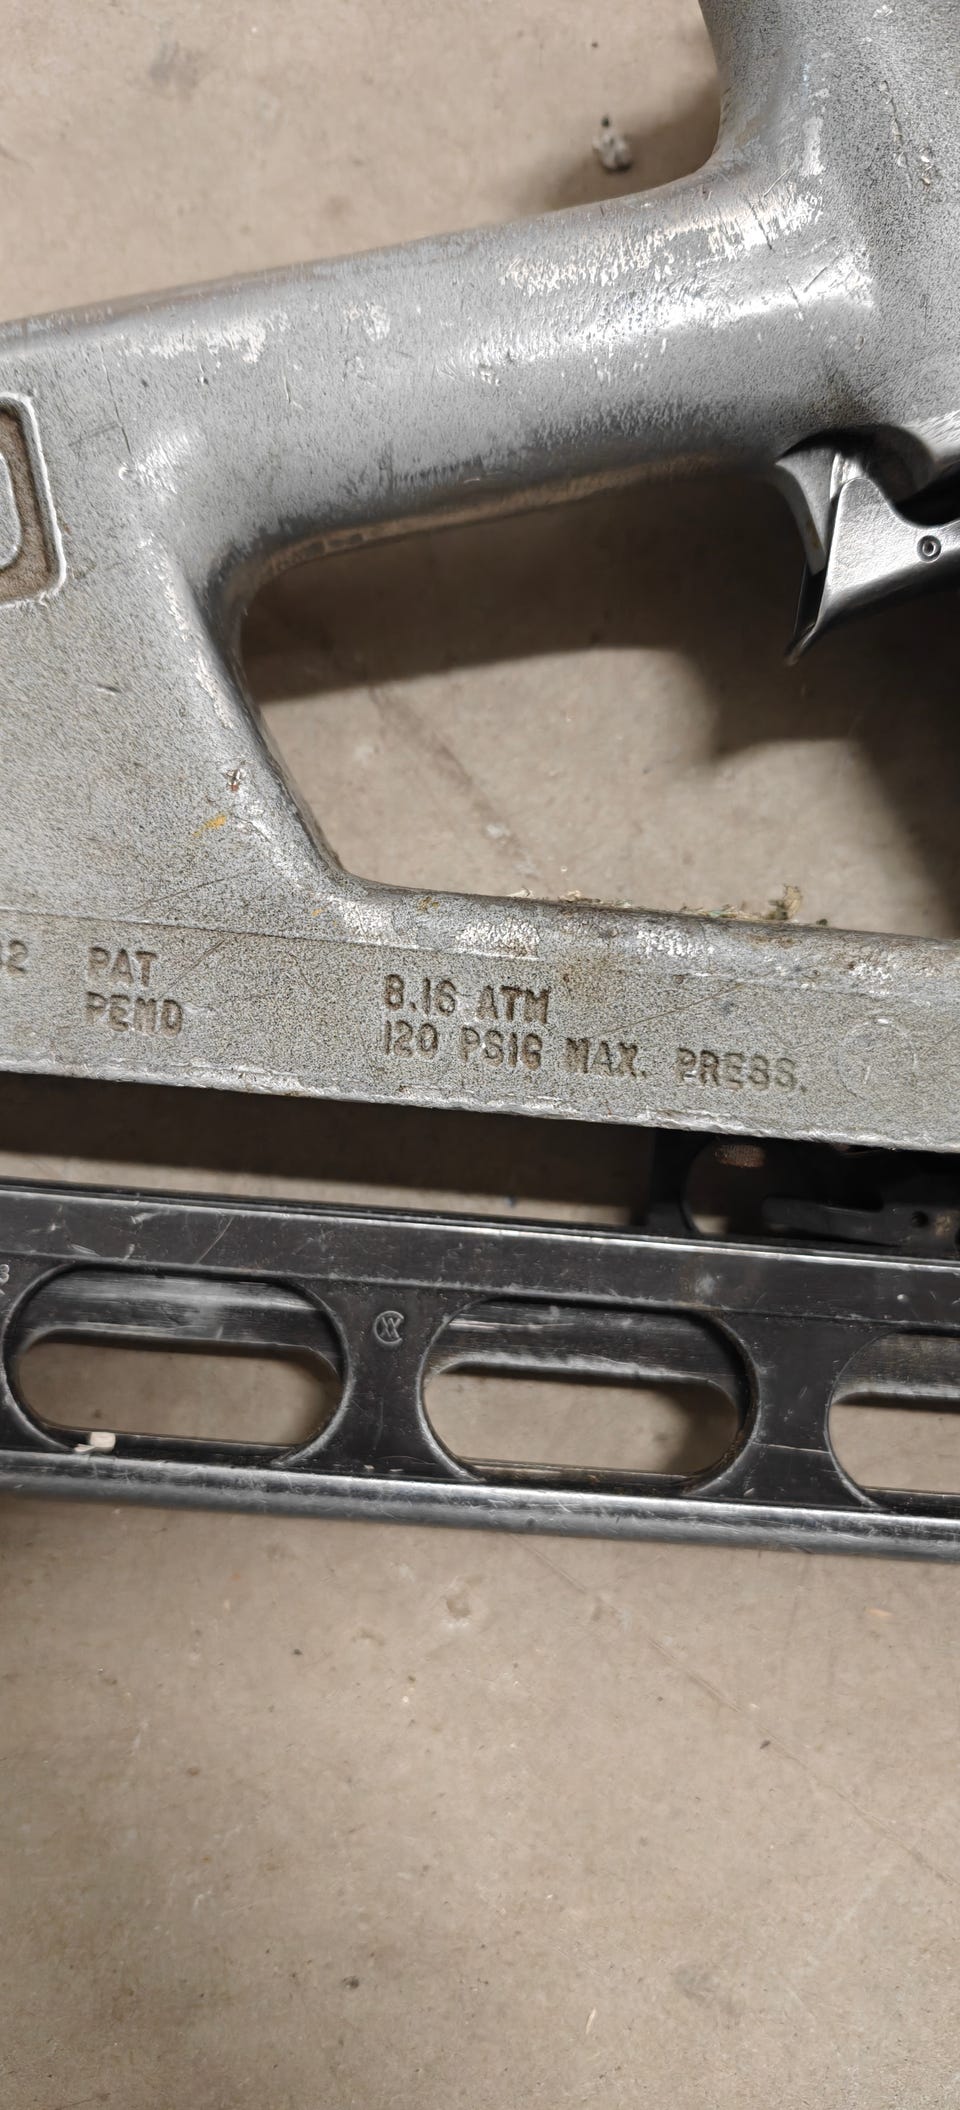 PAT
PEND
8.16 ATM
120 PSIG MAX. PRESS.